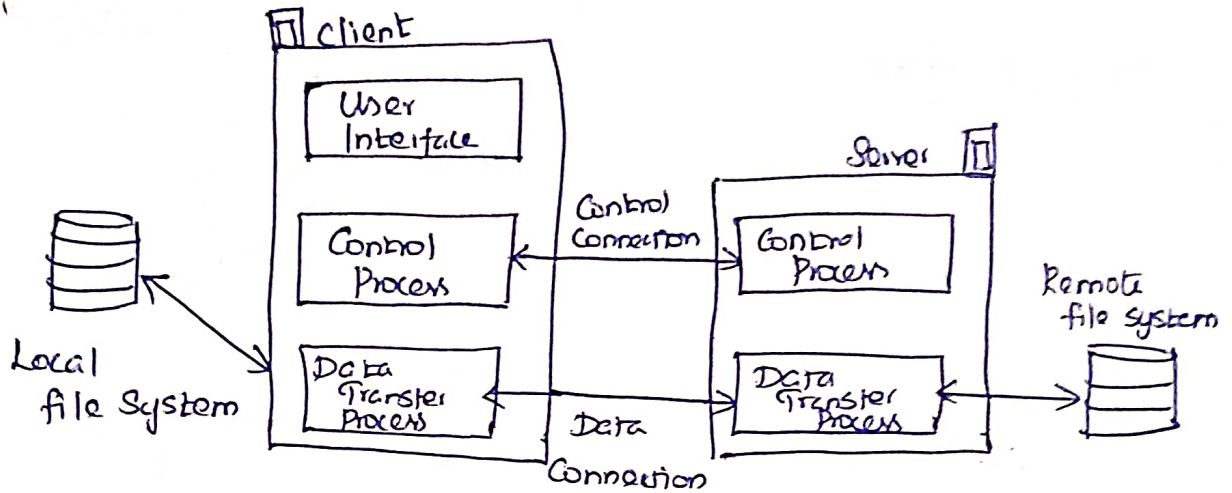 Client
User
Interface
Server
Control
Connection
Control
Process
Control
Process
Remote
file system
Local
file System
Data
Transfer
Process
Data
Transfer
Process
Data
Connection